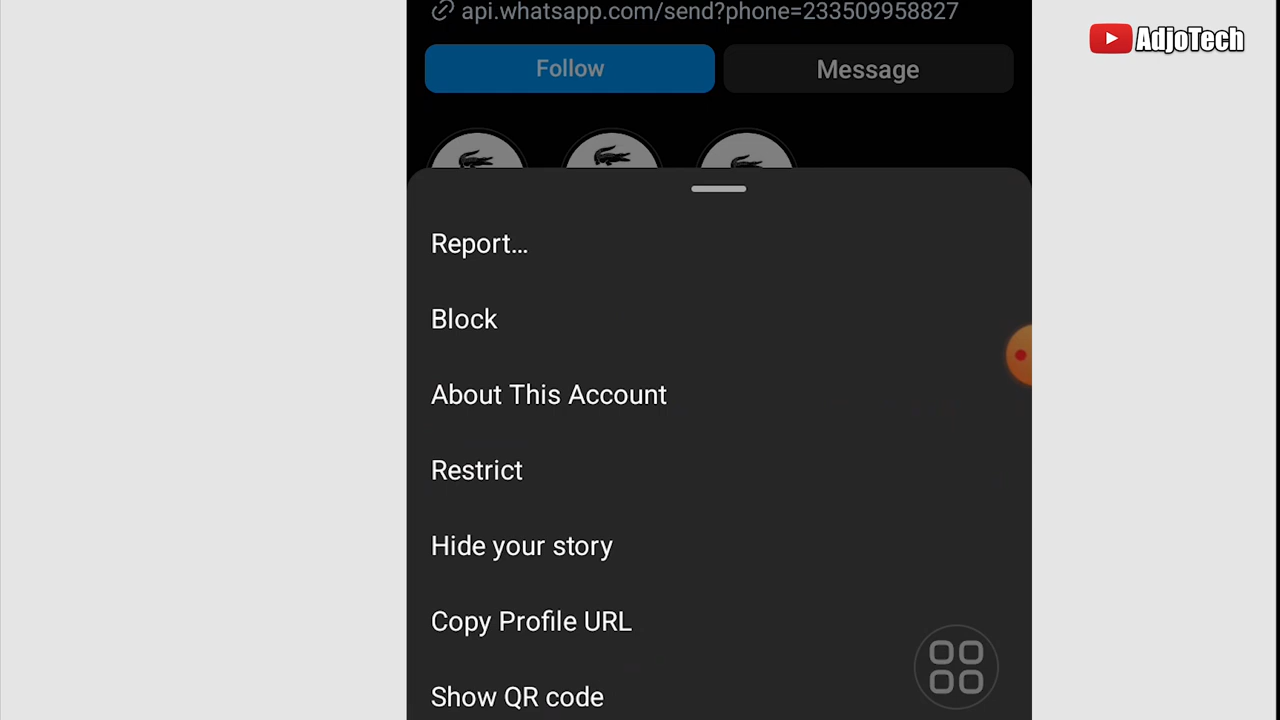 api.whatsapp.com/send?phone=233509958827
AdjoTech
Follow
Message
Report...
Block
About This Account
Restrict
Hide your story
Copy Profile URL
Show QR code